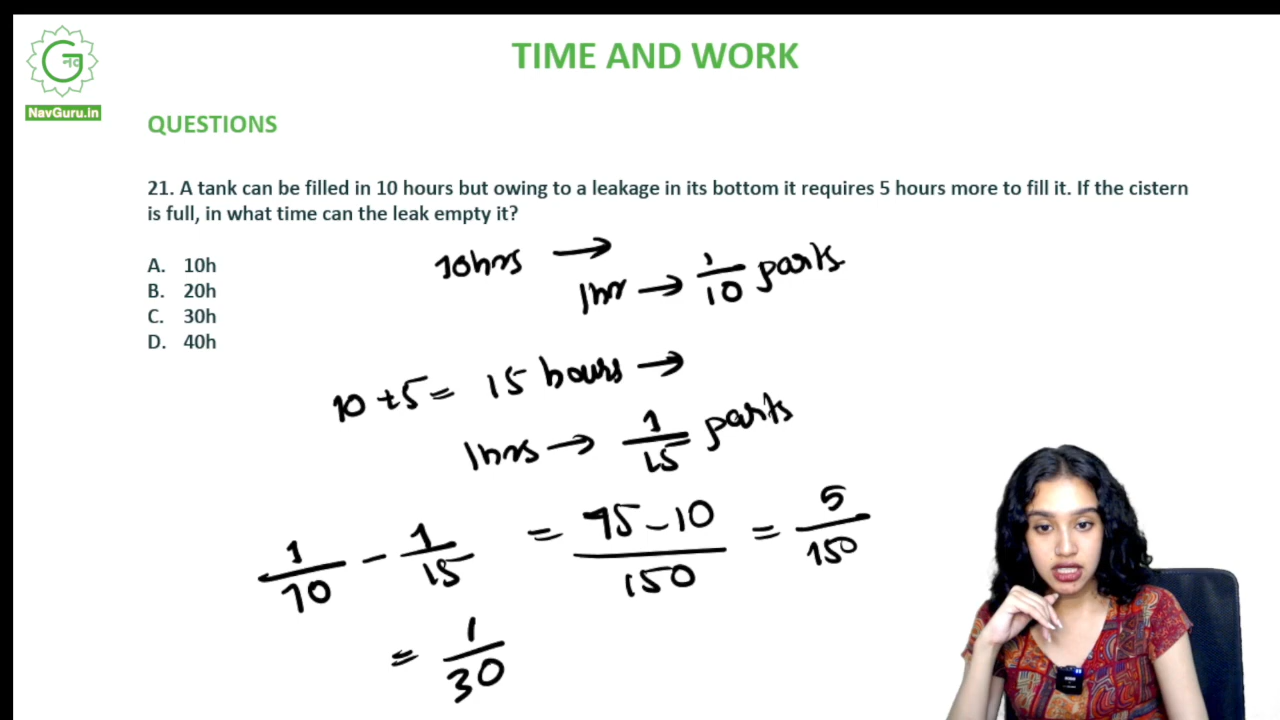 TIME AND WORK
नव
NavGuru.in
QUESTIONS
21. A tank can be filled in 10 hours but owing to a leakage in its bottom it requires 5 hours more to fill it. If the cistern
is full, in what time can the leak empty it?
A. 10h
B. 20h
C. 30h
D. 40h
10hrs →
1hr → 1/10 parts
10 + 5 = 15 hours →
1hrs → 1/15 parts
1/10 - 1/15 = 15-10/150 = 5/150
= 1/30